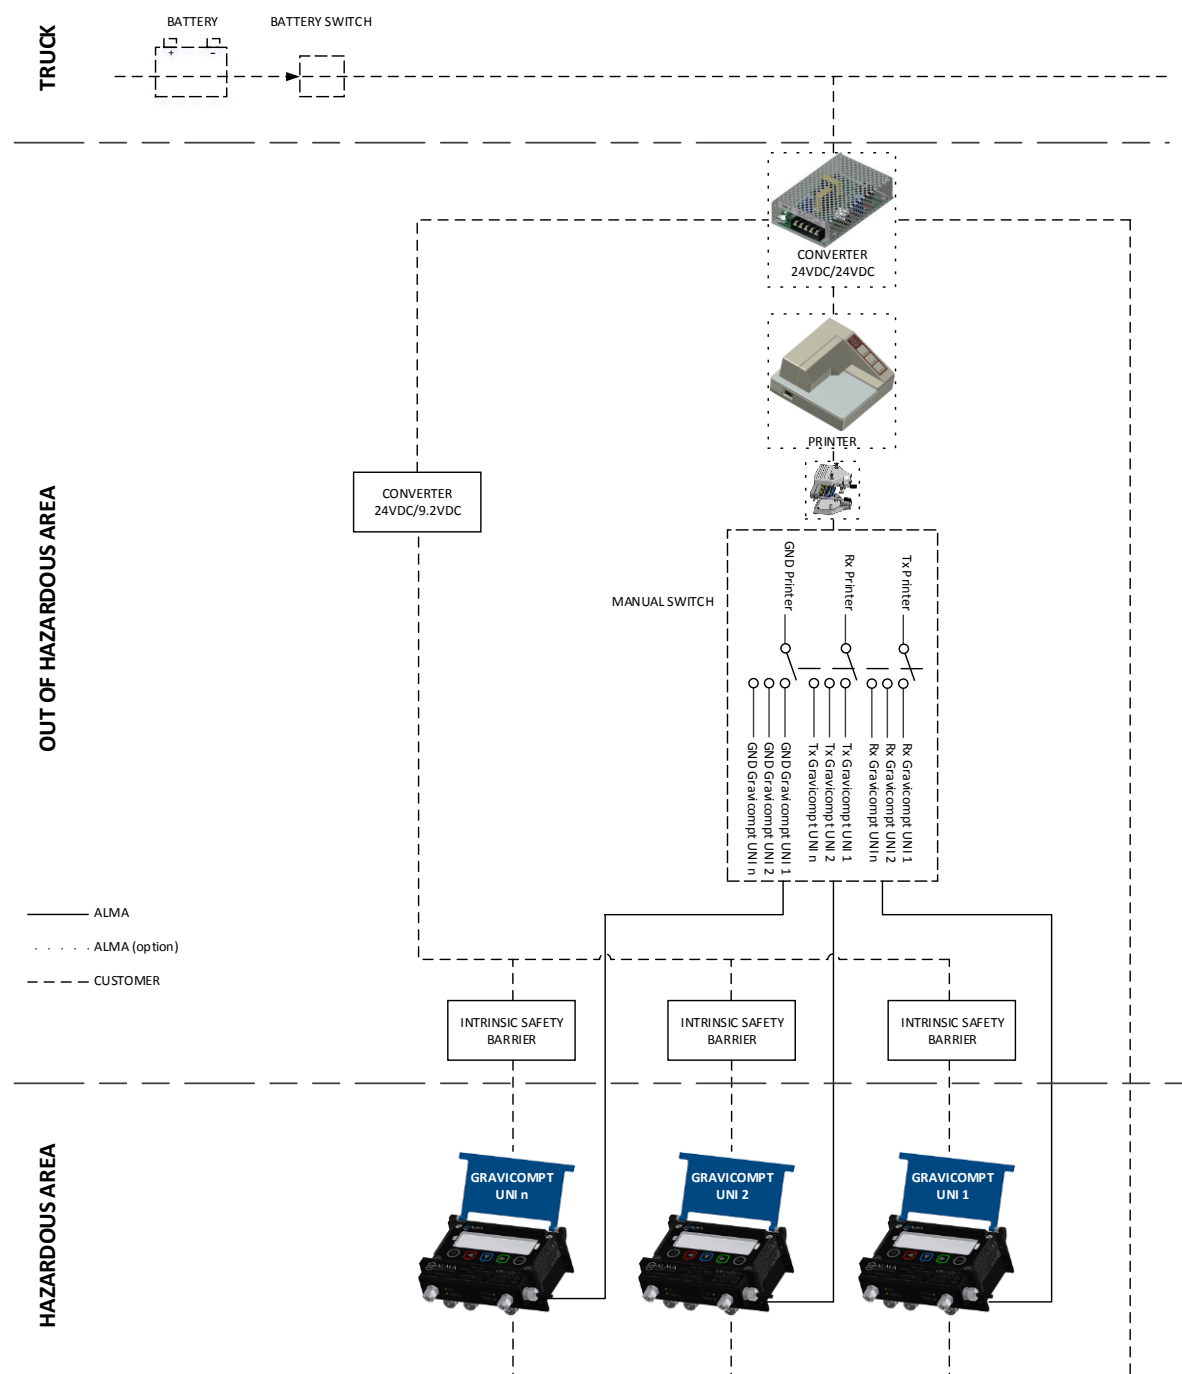 TRUCK
BATTERY
BATTERY SWITCH
+
-
CONVERTER
24VDC/24VDC
PRINTER
OUT OF HAZARDOUS AREA
CONVERTER
24VDC/9.2VDC
MANUAL SWITCH
GND Printer
Rx Printer
Tx Printer
GND Gravicompt UNI n
GND Gravicompt UNI 2
GND Gravicompt UNI 1
Tx Gravicompt UNI n
Tx Gravicompt UNI 2
Tx Gravicompt UNI 1
Rx Gravicompt UNI n
Rx Gravicompt UNI 2
Rx Gravicompt UNI 1
ALMA
ALMA (option)
CUSTOMER
INTRINSIC SAFETY
BARRIER
INTRINSIC SAFETY
BARRIER
INTRINSIC SAFETY
BARRIER
HAZARDOUS AREA
GRAVICOMPT
UNI n
GRAVICOMPT
UNI 2
GRAVICOMPT
UNI 1
ALMA
ALMA
ALMA